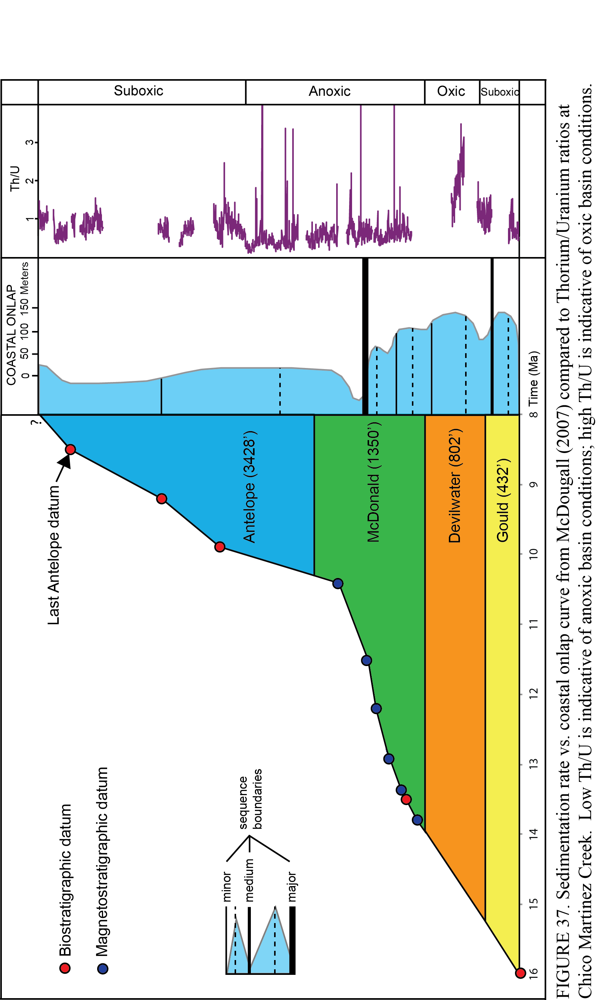 Biostratigraphic datum
Magnetostratigraphic datum
minor
medium
major
sequence
boundaries
Last Antelope datum
?
Antelope (3428’)
McDonald (1350’)
Devilwater (802’)
Gould (432’)
16 15 14 13 12 11 10 9 8 Time (Ma)
COASTAL ONLAP
0 50 100 150 Meters
Th/U
1 2 3
Suboxic
Anoxic
Oxic
Suboxic
FIGURE 37. Sedimentation rate vs. coastal onlap curve from McDougall (2007) compared to Thorium/Uranium ratios at
Chico Martinez Creek. Low Th/U is indicative of anoxic basin conditions; high Th/U is indicative of oxic basin conditions.